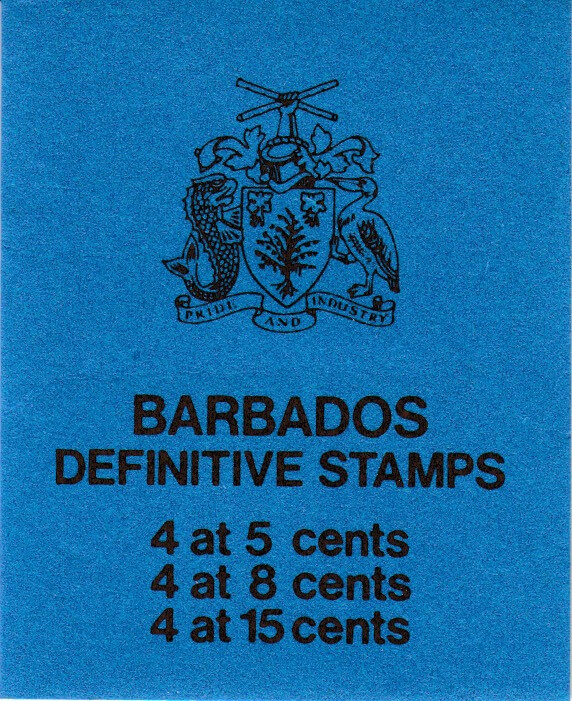 PRIDE AND INDUSTRY
BARBADOS
DEFINITIVE STAMPS
4 at 5 cents
4 at 8 cents
4 at 15 cents